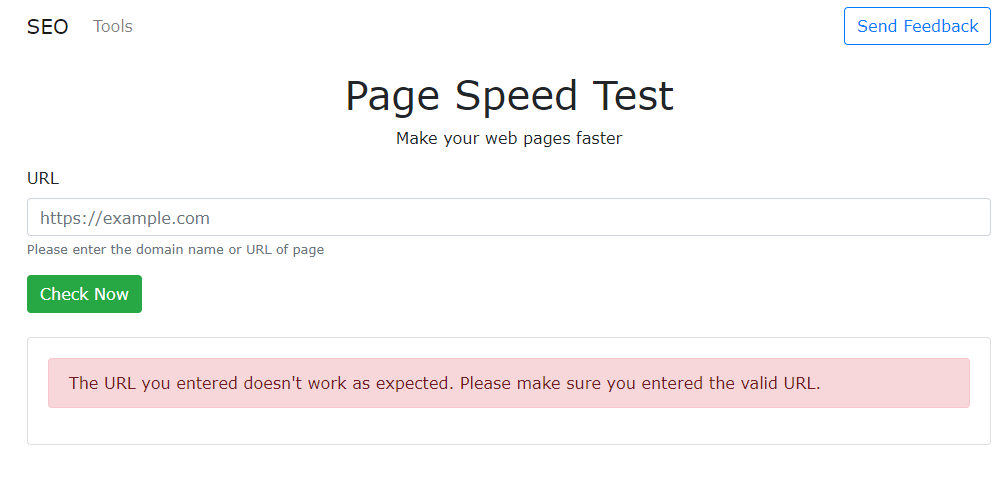 SEO Tools Send Feedback
Page Speed Test
Make your web pages faster
URL
https://example.com
Please enter the domain name or URL of page
Check Now
The URL you entered doesn't work as expected. Please make sure you entered the valid URL.